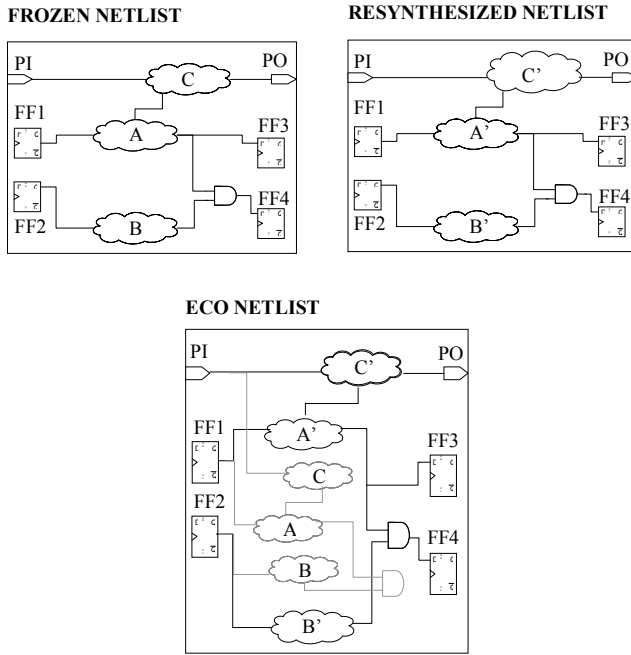 FROZEN NETLIST
PI
PO
C
FF1
A
FF3
FF2
B
FF4
RESYNTHESIZED NETLIST
PI
PO
C’
FF1
A’
FF3
FF2
B’
FF4
ECO NETLIST
PI
PO
C’
FF1
A’
FF3
C
FF2
A
FF4
B
B’